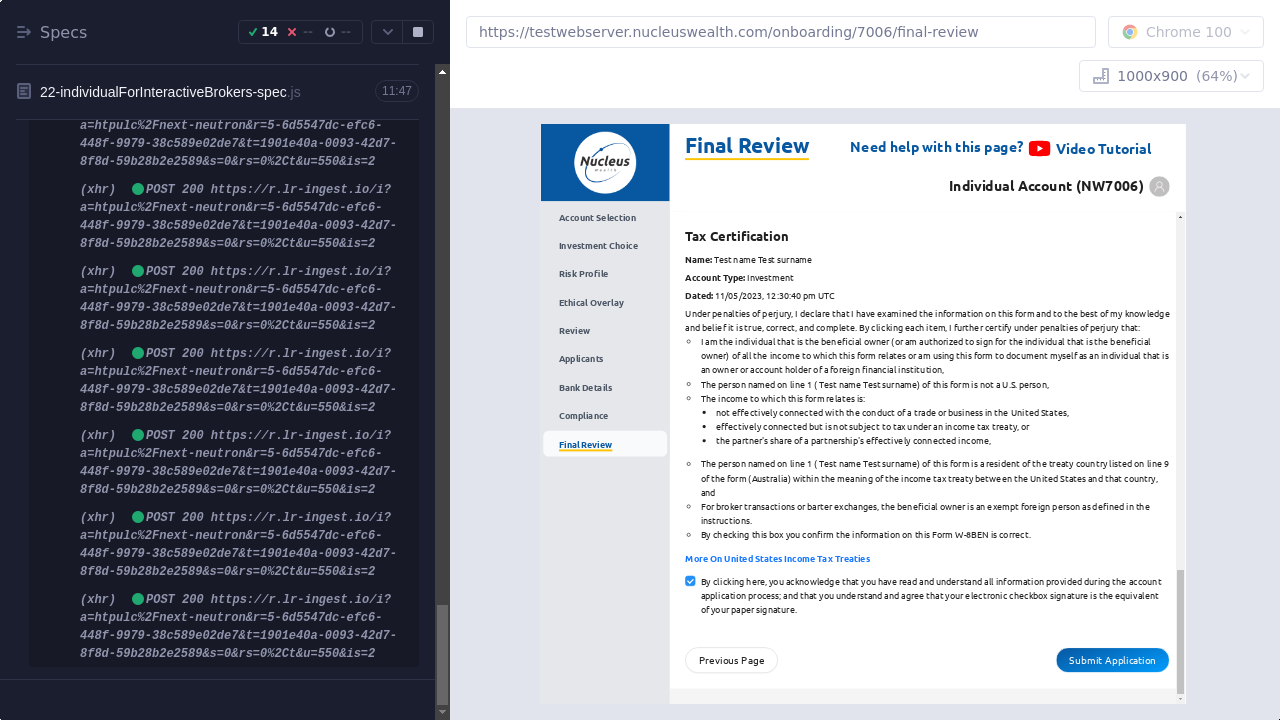 Specs
14
--
--
22-individualForInteractiveBrokers-spec.js
11:47
a=htpulc%2Fnext-neutron&r=5-6d5547dc-efc6-
448f-9979-38c589e02de7&t=1901e40a-0093-42d7-
8f8d-59b28b2e2589&s=0&rs=0%2Ct&u=550&is=2
(xhr) POST 200 https://r.lr-ingest.io/i?
a=htpulc%2Fnext-neutron&r=5-6d5547dc-efc6-
448f-9979-38c589e02de7&t=1901e40a-0093-42d7-
8f8d-59b28b2e2589&s=0&rs=0%2Ct&u=550&is=2
(xhr) POST 200 https://r.lr-ingest.io/i?
a=htpulc%2Fnext-neutron&r=5-6d5547dc-efc6-
448f-9979-38c589e02de7&t=1901e40a-0093-42d7-
8f8d-59b28b2e2589&s=0&rs=0%2Ct&u=550&is=2
(xhr) POST 200 https://r.lr-ingest.io/i?
a=htpulc%2Fnext-neutron&r=5-6d5547dc-efc6-
448f-9979-38c589e02de7&t=1901e40a-0093-42d7-
8f8d-59b28b2e2589&s=0&rs=0%2Ct&u=550&is=2
(xhr) POST 200 https://r.lr-ingest.io/i?
a=htpulc%2Fnext-neutron&r=5-6d5547dc-efc6-
448f-9979-38c589e02de7&t=1901e40a-0093-42d7-
8f8d-59b28b2e2589&s=0&rs=0%2Ct&u=550&is=2
(xhr) POST 200 https://r.lr-ingest.io/i?
a=htpulc%2Fnext-neutron&r=5-6d5547dc-efc6-
448f-9979-38c589e02de7&t=1901e40a-0093-42d7-
8f8d-59b28b2e2589&s=0&rs=0%2Ct&u=550&is=2
(xhr) POST 200 https://r.lr-ingest.io/i?
a=htpulc%2Fnext-neutron&r=5-6d5547dc-efc6-
448f-9979-38c589e02de7&t=1901e40a-0093-42d7-
8f8d-59b28b2e2589&s=0&rs=0%2Ct&u=550&is=2
https://testwebserver.nucleuswealth.com/onboarding/7006/final-review
Chrome 100
1000x900 (64%)
Nucleus
Wealth
Account Selection
Investment Choice
Risk Profile
Ethical Overlay
Review
Applicants
Bank Details
Compliance
Final Review
Final Review
Need help with this page? Video Tutorial
Individual Account (NW7006)
Tax Certification
Name: Test name Test surname
Account Type: Investment
Dated: 11/05/2023, 12:30:40 pm UTC
Under penalties of perjury, I declare that I have examined the information on this form and to the best of my knowledge
and belief it is true, correct, and complete. By clicking each item, I further certify under penalties of perjury that:
I am the individual that is the beneficial owner (or am authorized to sign for the individual that is the beneficial
owner) of all the income to which this form relates or am using this form to document myself as an individual that is
an owner or account holder of a foreign financial institution,
The person named on line 1 ( Test name Test surname) of this form is not a U.S. person,
The income to which this form relates is:
not effectively connected with the conduct of a trade or business in the United States,
effectively connected but is not subject to tax under an income tax treaty, or
the partner's share of a partnership's effectively connected income,
The person named on line 1 ( Test name Test surname) of this form is a resident of the treaty country listed on line 9
of the form (Australia) within the meaning of the income tax treaty between the United States and that country,
and
For broker transactions or barter exchanges, the beneficial owner is an exempt foreign person as defined in the
instructions.
By checking this box you confirm the information on this Form W-8BEN is correct.
More On United States Income Tax Treaties
By clicking here, you acknowledge that you have read and understand all information provided during the account
application process; and that you understand and agree that your electronic checkbox signature is the equivalent
of your paper signature.
Previous Page
Submit Application